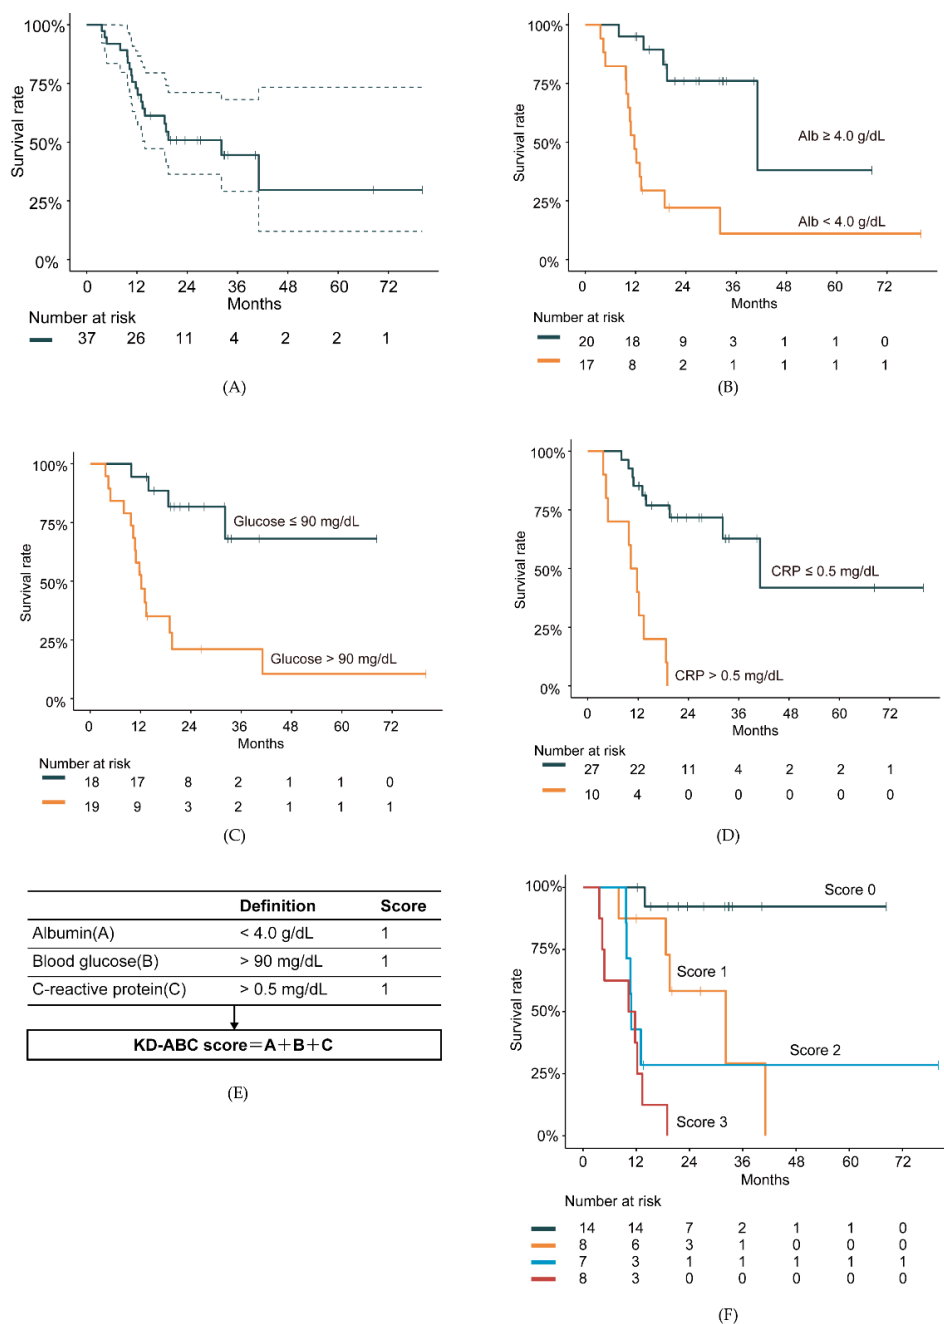 100%
75%
50%
25%
0%
Survival rate
0 12 24 36 48 60 72
Months
Number at risk
37 26 11 4 2 2 1
(A)
100%
75%
50%
25%
0%
Survival rate
Alb ≥ 4.0 g/dL
Alb < 4.0 g/dL
0 12 24 36 48 60 72
Months
Number at risk
20 18 9 3 1 1 0
17 8 2 1 1 1 1
(B)
100%
75%
50%
25%
0%
Survival rate
Glucose ≤ 90 mg/dL
Glucose > 90 mg/dL
0 12 24 36 48 60 72
Months
Number at risk
18 17 8 2 1 1 0
19 9 3 2 1 1 1
(C)
100%
75%
50%
25%
0%
Survival rate
CRP ≤ 0.5 mg/dL
CRP > 0.5 mg/dL
0 12 24 36 48 60 72
Months
Number at risk
27 22 11 4 2 2 1
10 4 0 0 0 0 0
(D)
Definition Score
Albumin(A) < 4.0 g/dL 1
Blood glucose(B) > 90 mg/dL 1
C-reactive protein(C) > 0.5 mg/dL 1
KD-ABC score＝A＋B＋C
(E)
100%
75%
50%
25%
0%
Survival rate
Score 0
Score 1
Score 2
Score 3
0 12 24 36 48 60 72
Months
Number at risk
14 14 7 2 1 1 0
8 6 3 1 0 0 0
7 3 1 1 1 1 1
8 3 0 0 0 0 0
(F)